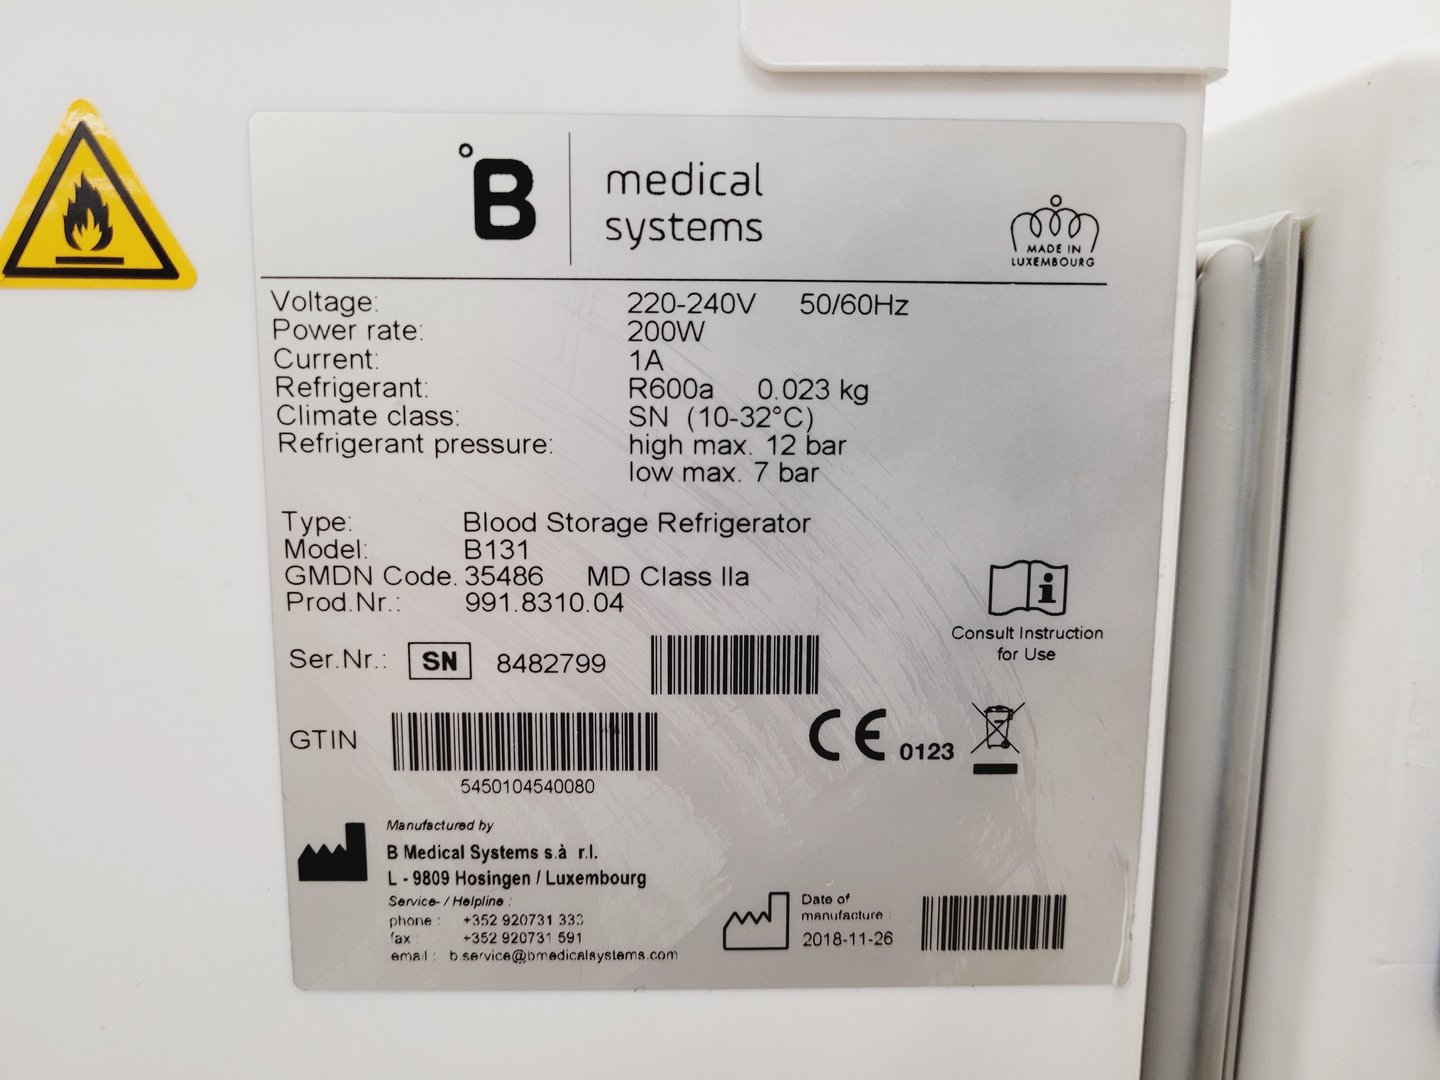 °B medical
systems
MADE IN
LUXEMBOURG
Voltage: 220-240V 50/60Hz
Power rate: 200W
Current: 1A
Refrigerant: R600a 0.023 kg
Climate class: SN (10-32°C)
Refrigerant pressure: high max. 12 bar
low max. 7 bar
Type: Blood Storage Refrigerator
Model: B131
GMDN Code. 35486 MD Class IIa
Prod.Nr.: 991.8310.04
Consult Instruction
for Use
Ser.Nr.: SN 8482799
GTIN
5450104540080
CE 0123
Manufactured by
B Medical Systems s.à r.l.
L - 9809 Hosingen / Luxembourg
Service- / Helpline :
phone : +352 920731 333
fax : +352 920731 591
email : b.service@bmedicalsystems.com
Date of
manufacture :
2018-11-26